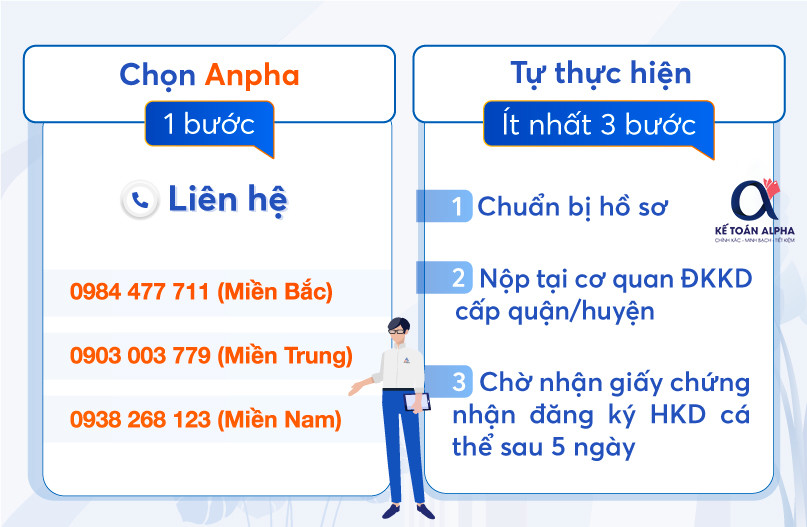 Chọn Anpha
1 bước
Liên hệ
0984 477 711 (Miền Bắc)
0903 003 779 (Miền Trung)
0938 268 123 (Miền Nam)
Tự thực hiện
Ít nhất 3 bước
1 Chuẩn bị hồ sơ
2 Nộp tại cơ quan ĐKKD
cấp quận/huyện
3 Chờ nhận giấy chứng
nhận đăng ký HKD cá
thể sau 5 ngày
KẾ TOÁN ALPHA
CHÍNH XÁC - MINH BẠCH - TIẾT KIỆM